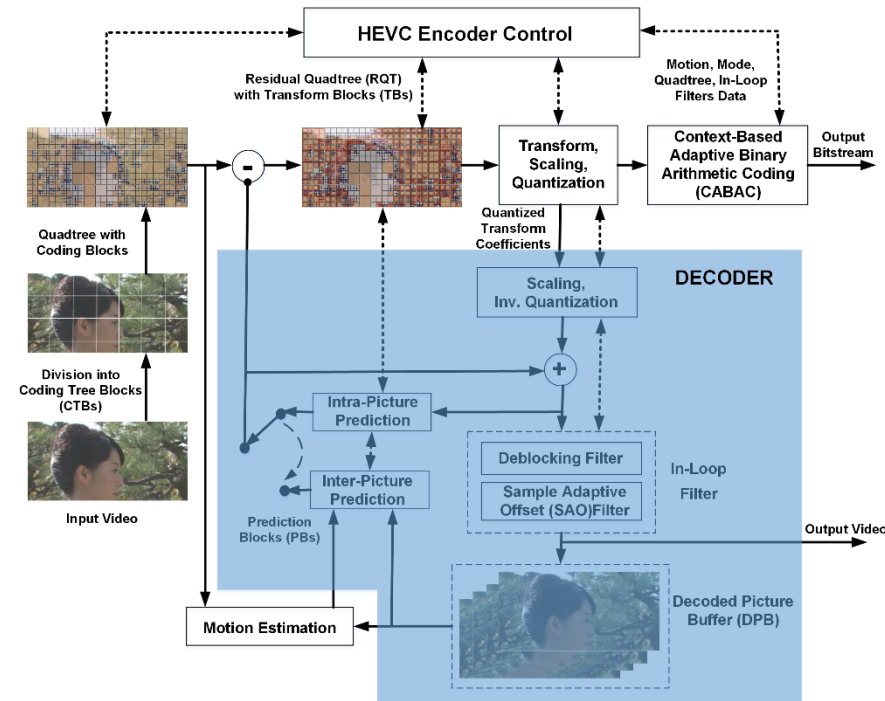 HEVC Encoder Control
Residual Quadtree (RQT)
with Transform Blocks (TBs)
Motion, Mode,
Quadtree, In-Loop
Filters Data
-
Transform,
Scaling,
Quantization
Context-Based
Adaptive Binary
Arithmetic Coding
(CABAC)
Output
Bitstream
Quadtree with
Coding Blocks
Quantized
Transform
Coefficients
DECODER
Scaling,
Inv. Quantization
+
Division into
Coding Tree Blocks
(CTBs)
Intra-Picture
Prediction
Inter-Picture
Prediction
Prediction
Blocks (PBs)
Deblocking Filter
Sample Adaptive
Offset (SAO)Filter
In-Loop
Filter
Input Video
Output Video
Decoded Picture
Buffer (DPB)
Motion Estimation